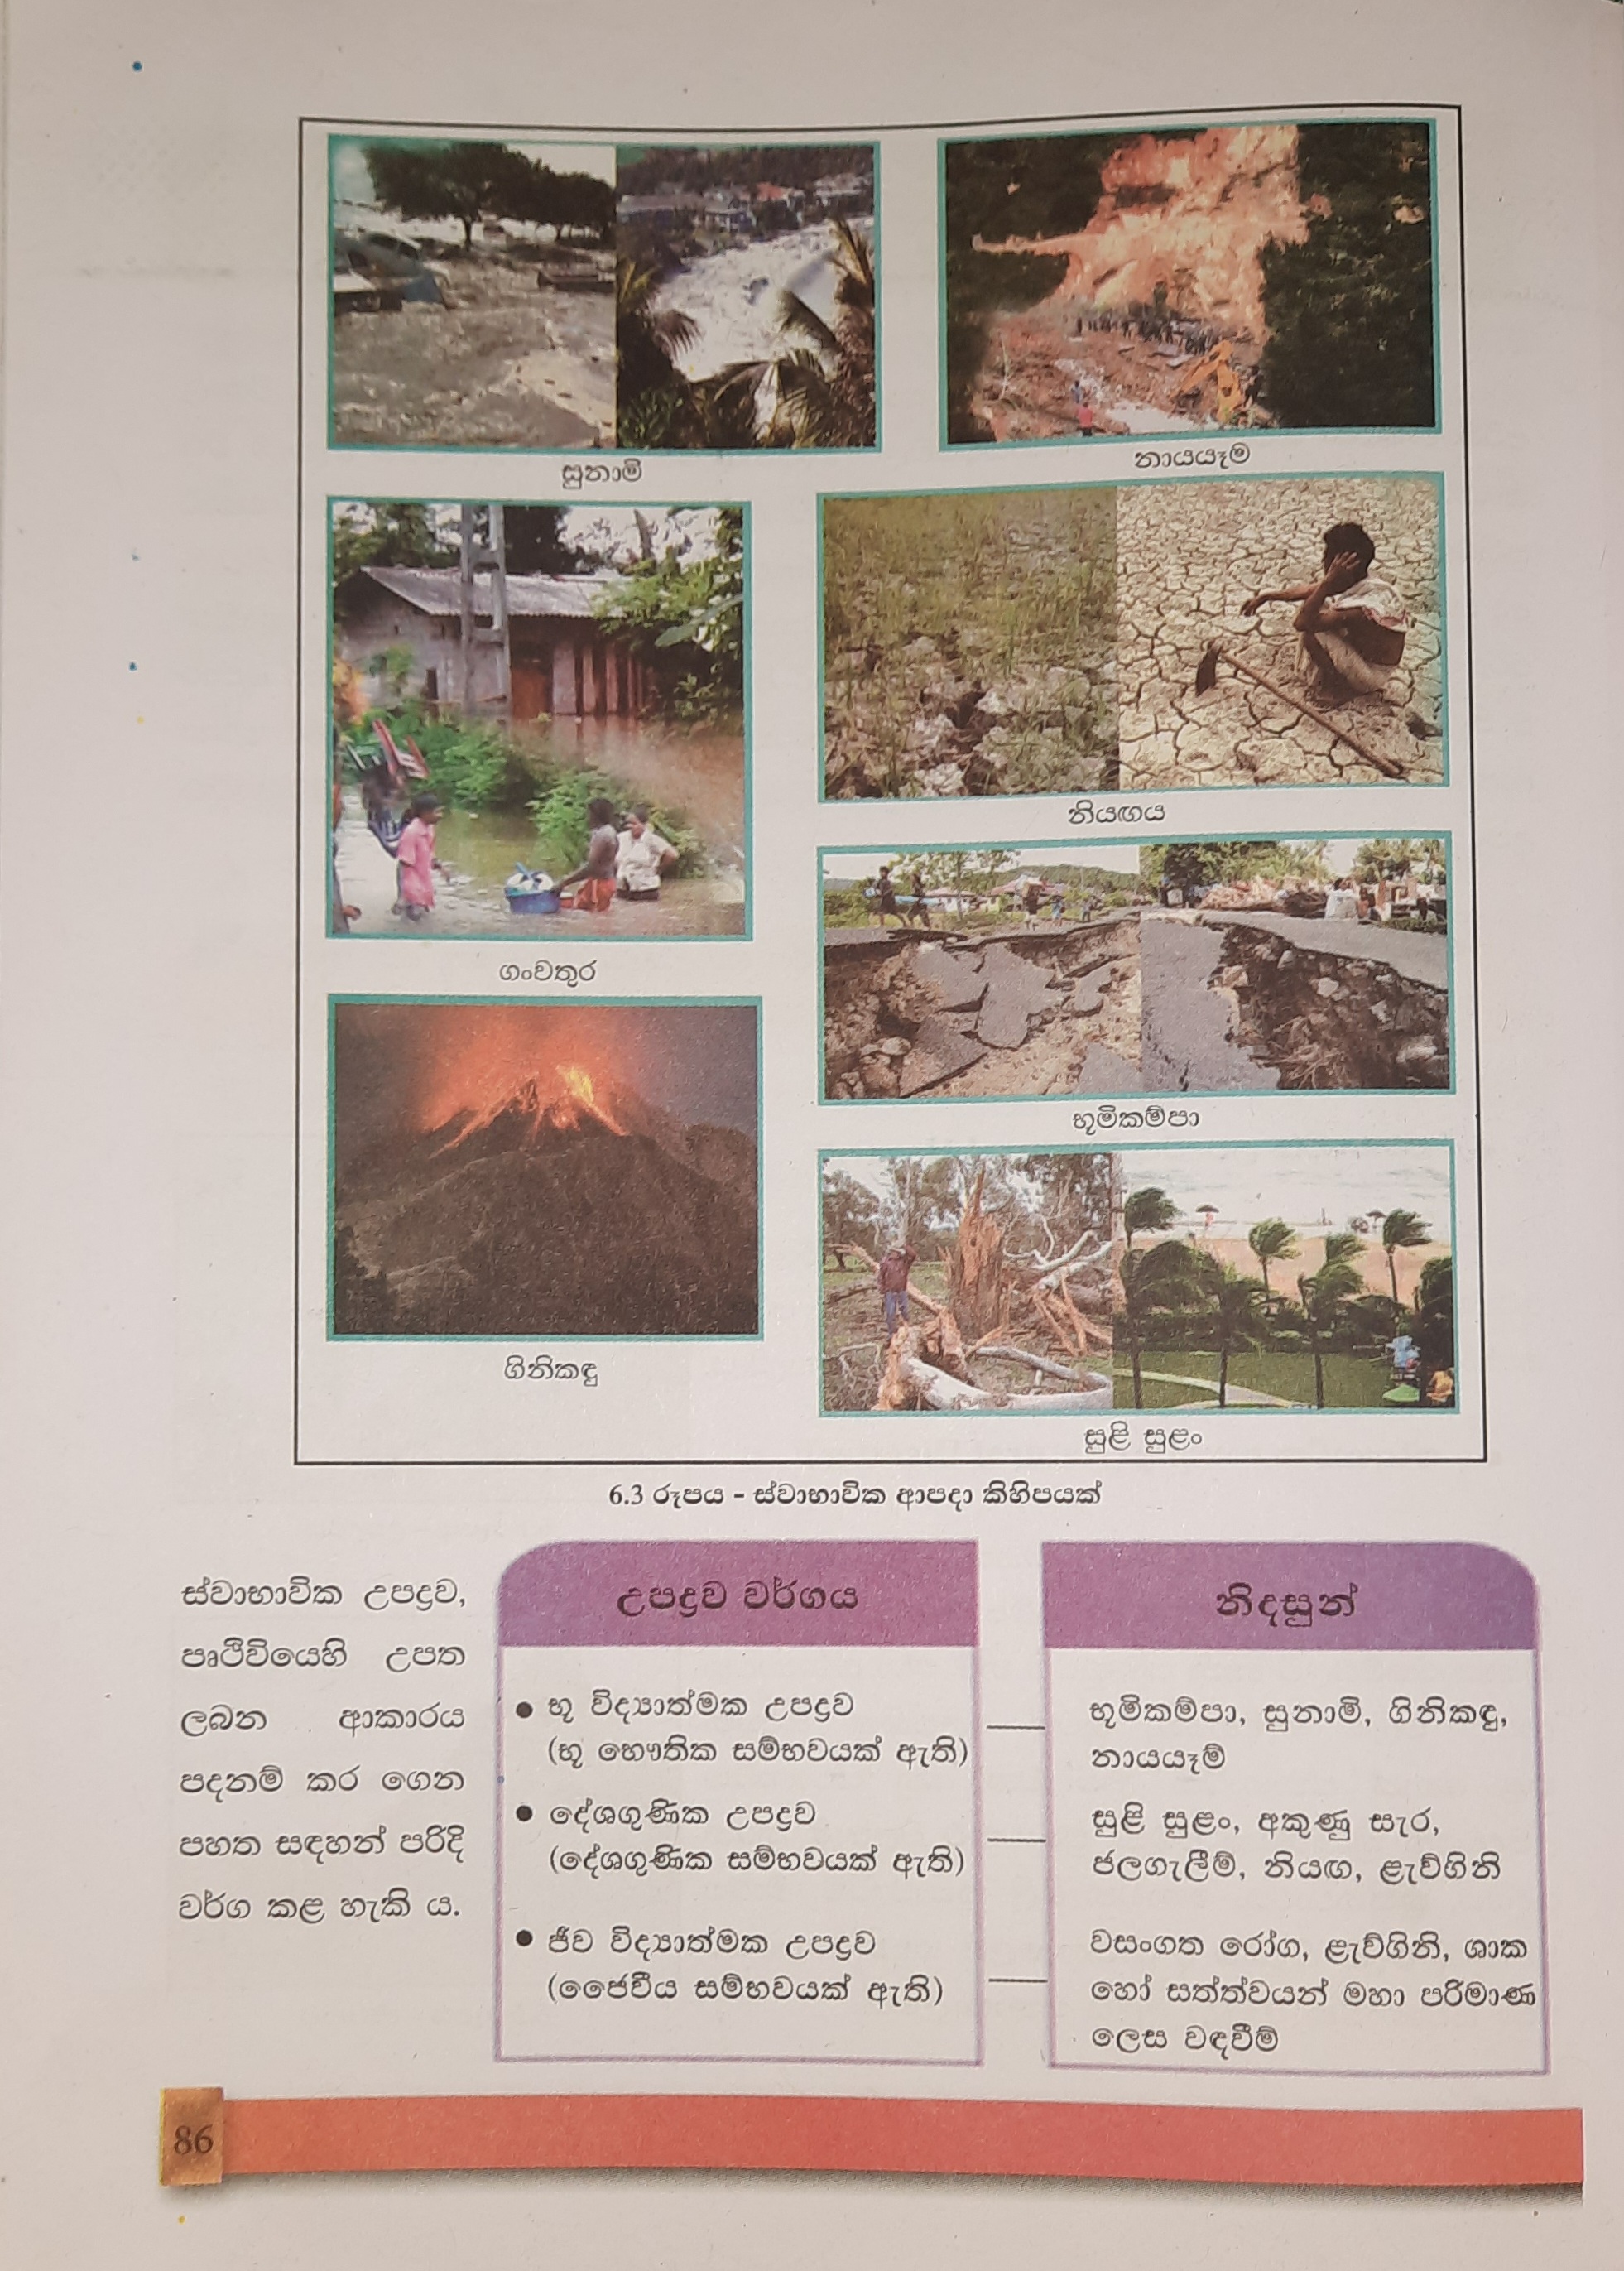 සුනාමි
නායයෑම
නියඟය
ගංවතුර
භූමිකම්පා
ගිනිකඳු
සුළි සුළං
6.3 රූපය - ස්වාභාවික ආපදා කිහිපයක්
ස්වාභාවික උපද්‍රව,
පෘථිවියෙහි උපත
ලබන ආකාරය
පදනම් කර ගෙන
පහත සඳහන් පරිදි
වර්ග කළ හැකි ය.
උපද්‍රව වර්ගය
● භූ විද්‍යාත්මක උපද්‍රව
(භූ භෞතික සම්භවයක් ඇති)
● දේශගුණික උපද්‍රව
(දේශගුණික සම්භවයක් ඇති)
● ජීව විද්‍යාත්මක උපද්‍රව
(ජෛවීය සම්භවයක් ඇති)
නිදසුන්
භූමිකම්පා, සුනාමි, ගිනිකඳු,
නායයෑම්
සුළි සුළං, අකුණු සැර,
ජලගැලීම්, නියඟ, ළැව්ගිනි
වසංගත රෝග, ළැව්ගිනි, ශාක
හෝ සත්ත්වයන් මහා පරිමාණ
ලෙස වඳවීම්
86